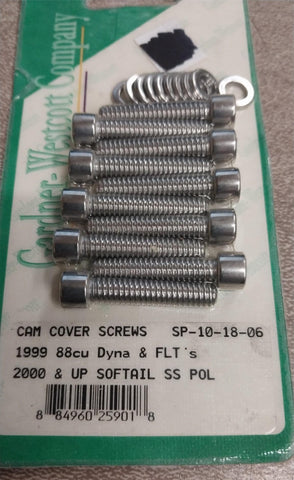 Gardner-Westcott Company
CAM COVER SCREWS SP-10-18-06
1999 88cu Dyna & FLT's
2000 & UP SOFTAIL SS POL
8 84960 25901 8